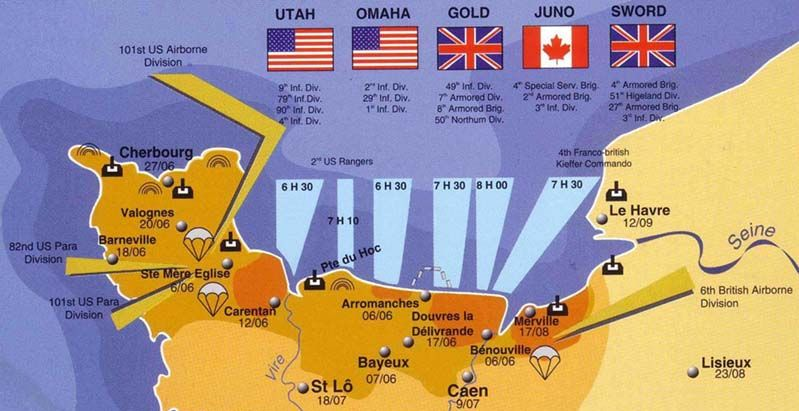 UTAH
OMAHA
GOLD
JUNO
SWORD
9th Inf. Div.
79th Inf.Div.
90th Inf. Div.
4th Inf. Div.
2nd Inf. Div.
29th Inf. Div.
1st Inf. Div.
49th Inf. Div.
7th Armored Div.
8th Armored Brig.
50th Northum Div.
4th Special Serv. Brig.
2nd Armored Brig.
3rd Inf. Div.
4th Armored Brig.
51st Higeland Div.
27th Armored Brig.
3rd Inf. Div.
101st US Airborne
Division
2nd US Rangers
4th Franco-british
Kieffer Commando
Cherbourg
27/06
6 H 30
7 H 10
6 H 30
7 H 30
8 H 00
7 H 30
Valognes
20/06
Barneville
18/06
Le Havre
12/09
Seine
82nd US Para
Division
Ste Mère Eglise
6/06
Pte du Hoc
101st US Para
Division
Carentan
12/06
Arromanches
06/06
Douvres la
Délivrande
17/06
Merville
17/08
6th British Airborne
Division
Bénouville
06/06
Bayeux
07/06
Vire
St Lô
18/07
Caen
9/07
Lisieux
23/08